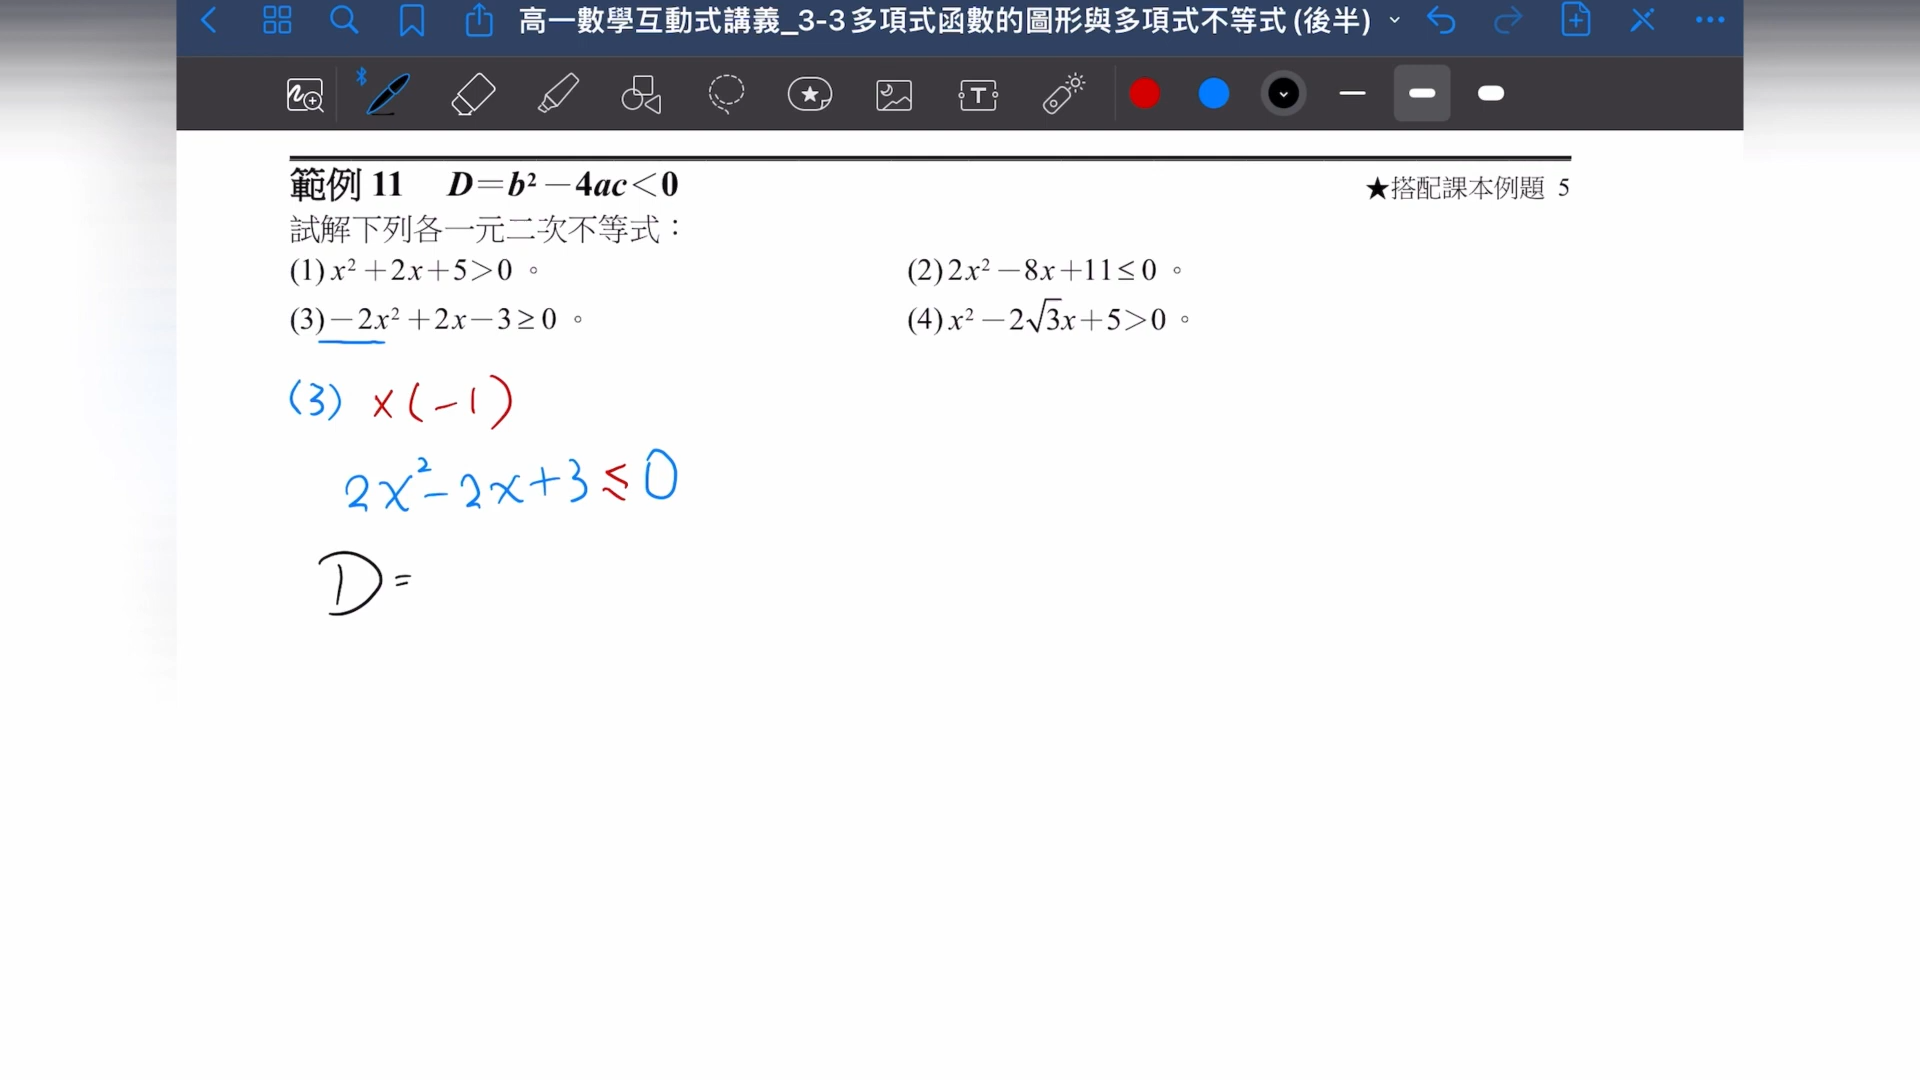 高一數學互動式講義_3-3多項式函數的圖形與多項式不等式(後半)
範例 11 D=b²-4ac<0 ★搭配課本例題 5
試解下列各一元二次不等式：
(1) x²+2x+5>0 。 (2) 2x²-8x+11≤0 。
(3) -2x²+2x-3≥0 。 (4) x²-2√3x+5>0 。
(3) ×(-1)
2x²-2x+3≤0
D=